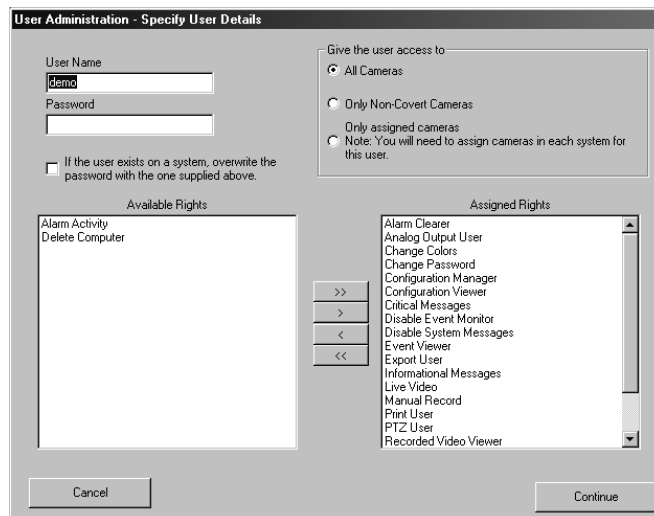 User Administration - Specify User Details
User Name
demo
Password
If the user exists on a system, overwrite the
password with the one supplied above.
Give the user access to
All Cameras
Only Non-Covert Cameras
Only assigned cameras
Note: You will need to assign cameras in each system for
this user.
Available Rights
Alarm Activity
Delete Computer
>>
>
<
<<
Assigned Rights
Alarm Clearer
Analog Output User
Change Colors
Change Password
Configuration Manager
Configuration Viewer
Critical Messages
Disable Event Monitor
Disable System Messages
Event Viewer
Export User
Informational Messages
Live Video
Manual Record
Print User
PTZ User
Recorded Video Viewer
Cancel
Continue